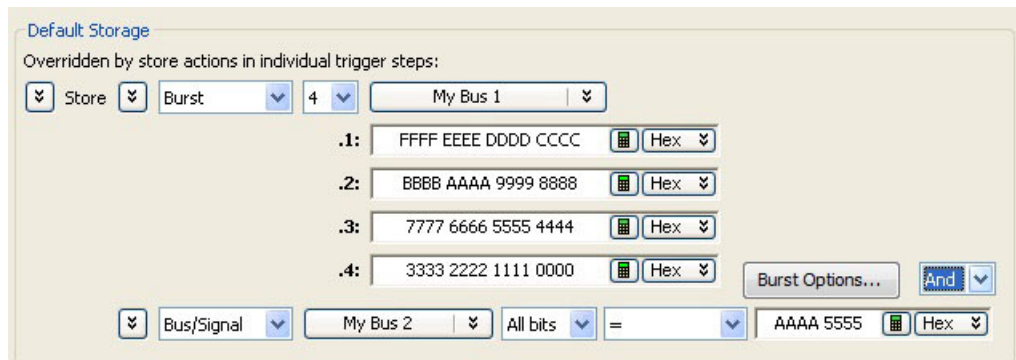 Default Storage
Overridden by store actions in individual trigger steps:
Store Burst 4 My Bus 1
.1: FFFF EEEE DDDD CCCC Hex
.2: BBBB AAAA 9999 8888 Hex
.3: 7777 6666 5555 4444 Hex
.4: 3333 2222 1111 0000 Hex Burst Options... And
Bus/Signal My Bus 2 All bits = AAAA 5555 Hex